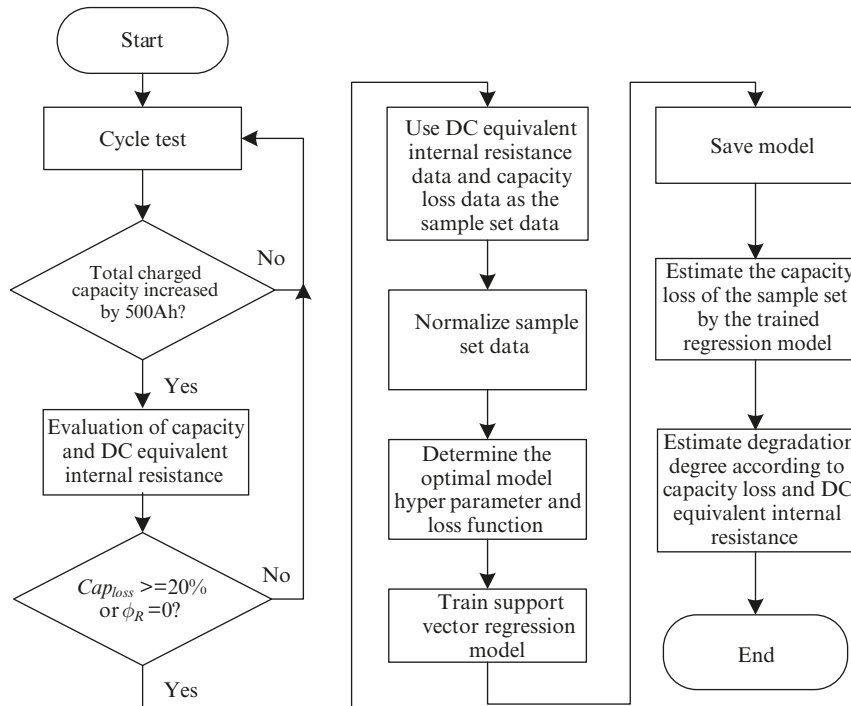 Start
Cycle test
No
Total charged
capacity increased
by 500Ah?
Yes
Evaluation of capacity
and DC equivalent
internal resistance
No
Cap_loss >=20%
or ϕ_R =0?
Yes
Use DC equivalent
internal resistance
data and capacity
loss data as the
sample set data
Normalize sample
set data
Determine the
optimal model
hyper parameter and
loss function
Train support
vector regression
model
Save model
Estimate the capacity
loss of the sample set
by the trained
regression model
Estimate degradation
degree according to
capacity loss and DC
equivalent internal
resistance
End